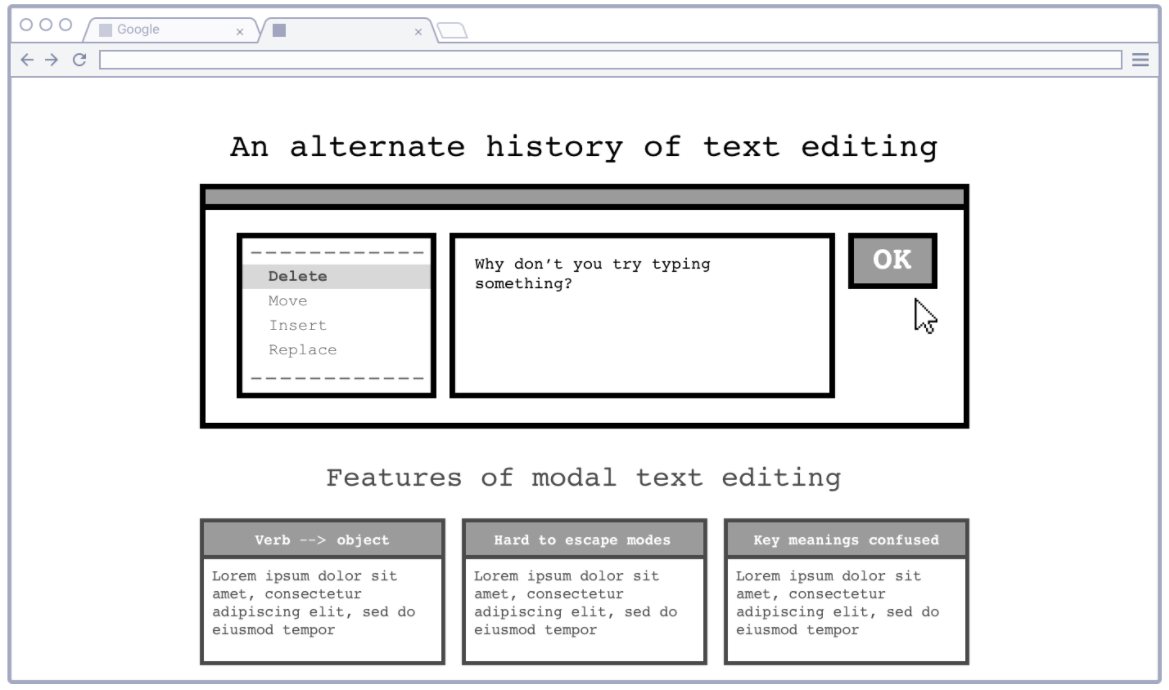 Google
An alternate history of text editing
Delete
Move
Insert
Replace
Why don’t you try typing
something?
OK
Features of modal text editing
Verb --> object
Lorem ipsum dolor sit
amet, consectetur
adipiscing elit, sed do
eiusmod tempor
Hard to escape modes
Lorem ipsum dolor sit
amet, consectetur
adipiscing elit, sed do
eiusmod tempor
Key meanings confused
Lorem ipsum dolor sit
amet, consectetur
adipiscing elit, sed do
eiusmod tempor